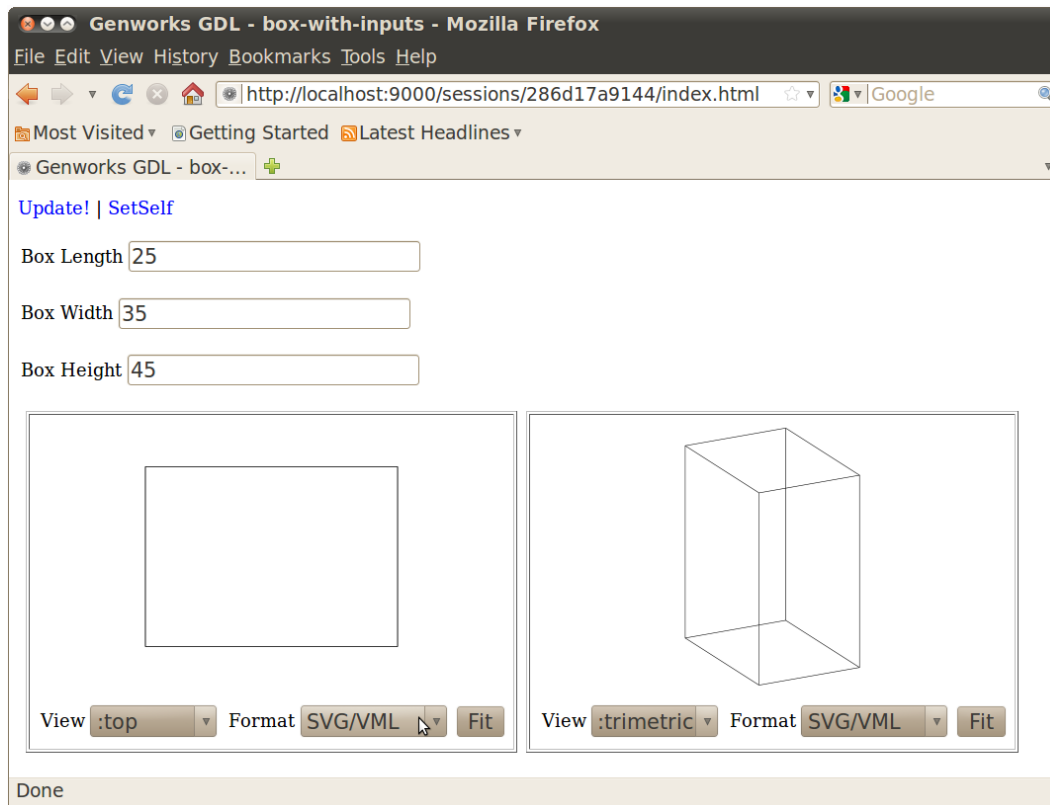 Genworks GDL - box-with-inputs - Mozilla Firefox
File Edit View History Bookmarks Tools Help
http://localhost:9000/sessions/286d17a9144/index.html Google
Most Visited Getting Started Latest Headlines
Genworks GDL - box-...
Update! | SetSelf
Box Length 25
Box Width 35
Box Height 45
View :top Format SVG/VML Fit View :trimetric Format SVG/VML Fit
Done